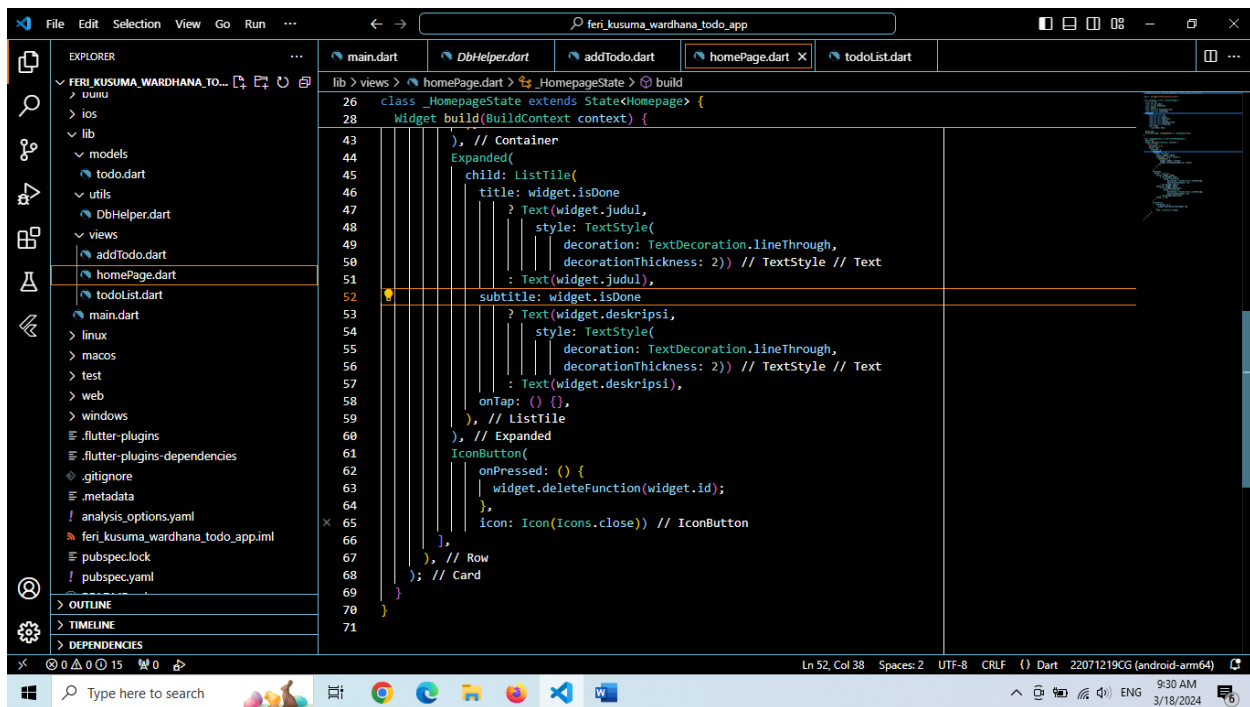 File Edit Selection View Go Run ··· ← → feri_kusuma_wardhana_todo_app
EXPLORER ···
main.dart DbHelper.dart addTodo.dart homePage.dart × todoList.dart ···
FERI_KUSUMA_WARDHANA_TO...
build
ios
lib
models
todo.dart
utils
DbHelper.dart
views
addTodo.dart
homePage.dart
todoList.dart
main.dart
linux
macos
test
web
windows
.flutter-plugins
.flutter-plugins-dependencies
.gitignore
.metadata
! analysis_options.yaml
feri_kusuma_wardhana_todo_app.iml
pubspec.lock
! pubspec.yaml
OUTLINE
TIMELINE
DEPENDENCIES
lib > views > homePage.dart > _HomepageState > build
26 class _HomepageState extends State<Homepage> {
28 Widget build(BuildContext context) {
43 ), // Container
44 Expanded(
45 child: ListTile(
46 title: widget.isDone
47 ? Text(widget.judul,
48 style: TextStyle(
49 decoration: TextDecoration.lineThrough,
50 decorationThickness: 2)) // TextStyle // Text
51 : Text(widget.judul),
52 subtitle: widget.isDone
53 ? Text(widget.deskripsi,
54 style: TextStyle(
55 decoration: TextDecoration.lineThrough,
56 decorationThickness: 2)) // TextStyle // Text
57 : Text(widget.deskripsi),
58 onTap: () {},
59 ), // ListTile
60 ), // Expanded
61 IconButton(
62 onPressed: () {
63 widget.deleteFunction(widget.id);
64 },
65 icon: Icon(Icons.close)) // IconButton
66 ],
67 ), // Row
68 ); // Card
69 }
70 }
71
0 0 15 0 Ln 52, Col 38 Spaces: 2 UTF-8 CRLF {} Dart 22071219CG (android-arm64)
Type here to search ENG 9:30 AM
3/18/2024 6